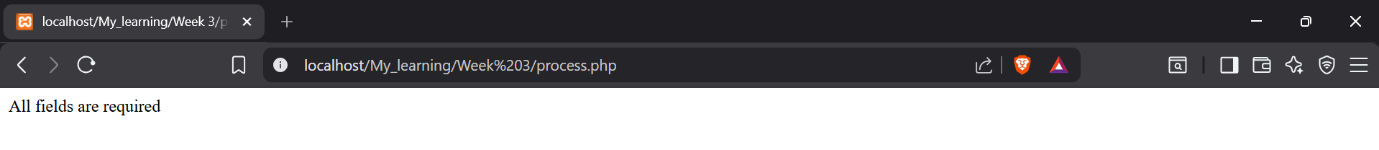 localhost/My_learning/Week 3/p
localhost/My_learning/Week%203/process.php
All fields are required